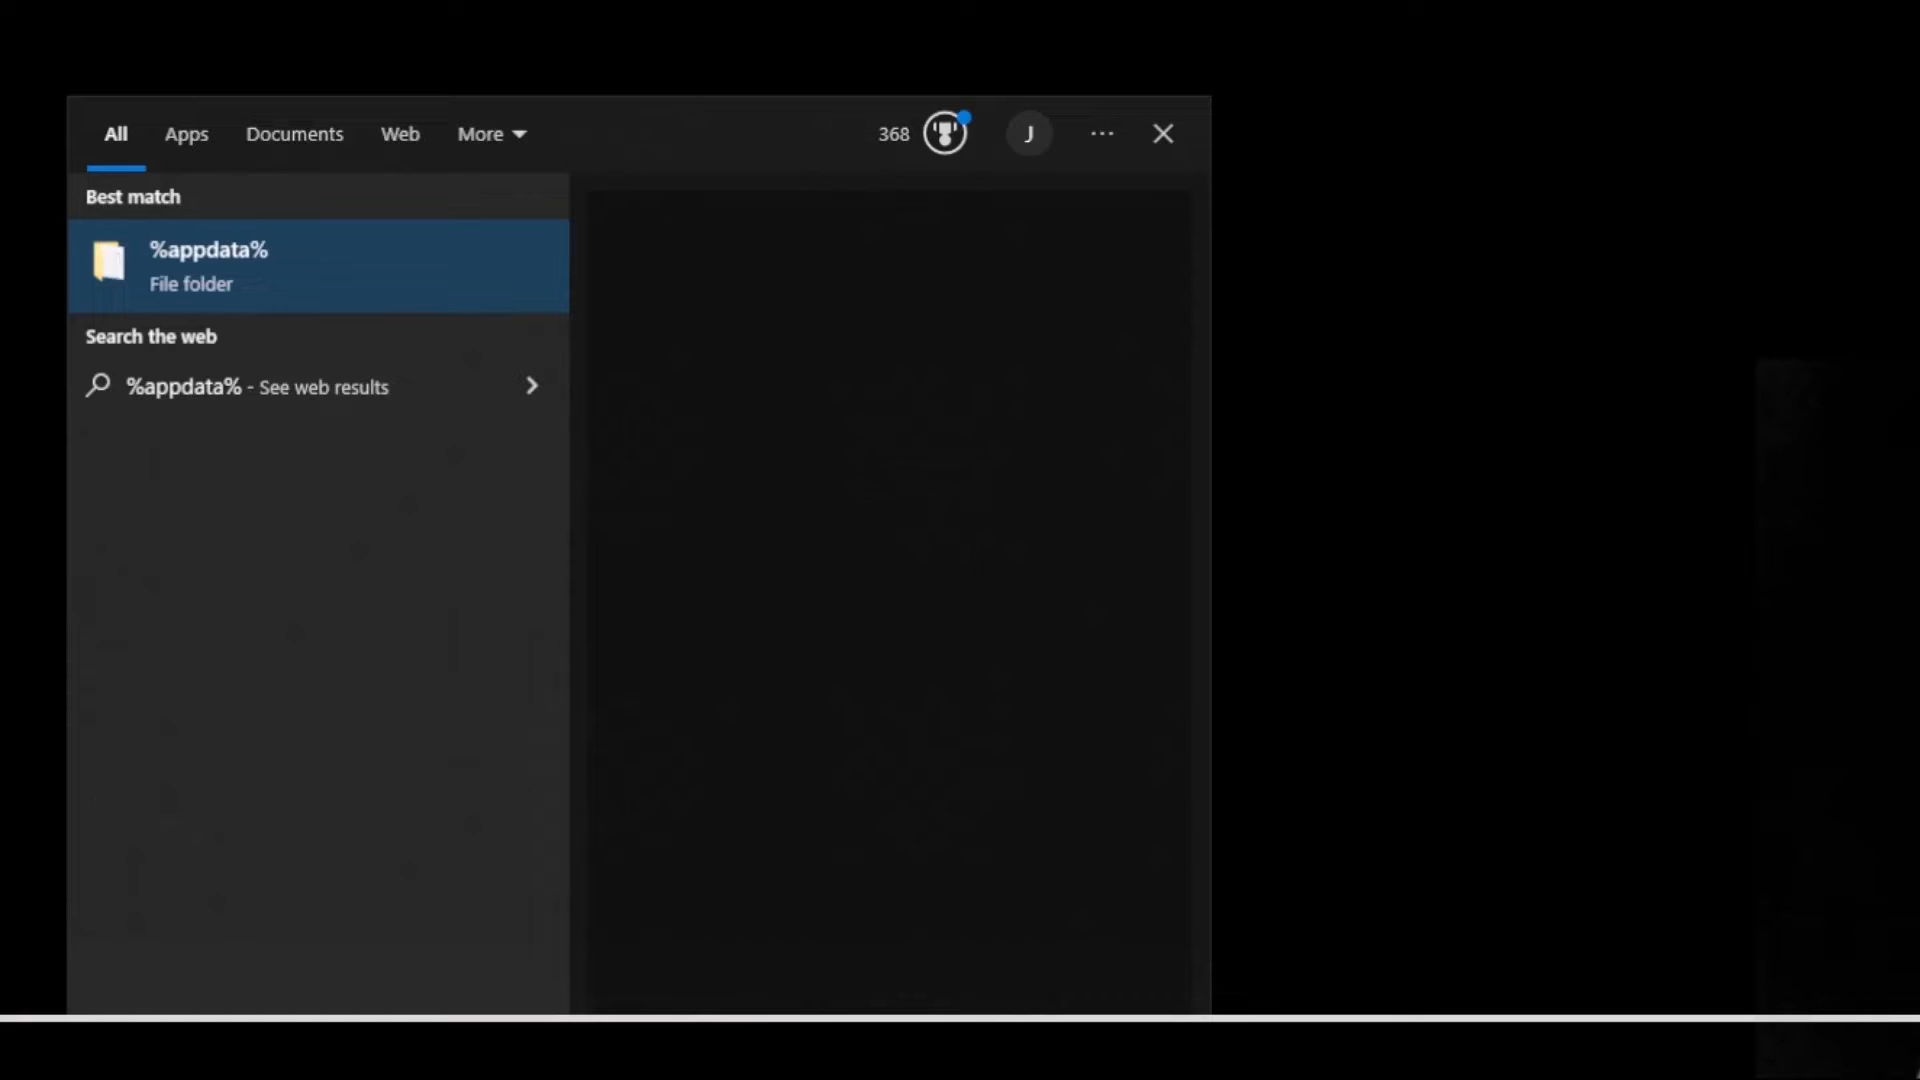 All Apps Documents Web More 368 J
Best match
%appdata%
File folder
Search the web
%appdata% - See web results